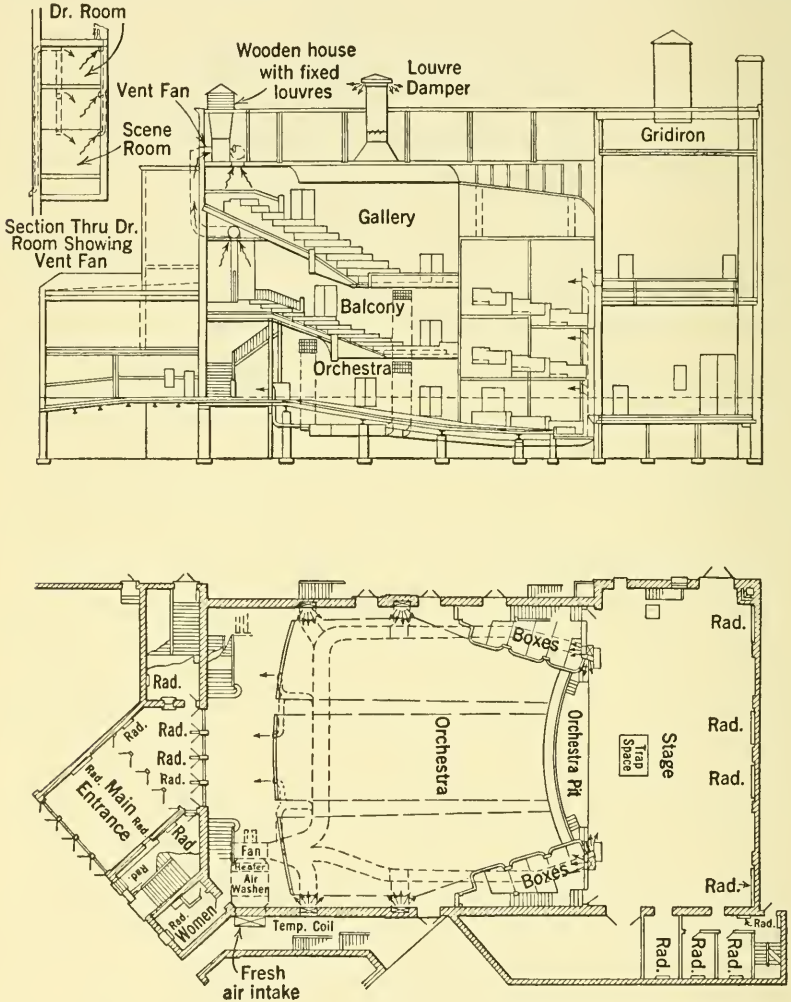 Dr. Room
Wooden house
with fixed
louvres
Louvre
Damper
Vent Fan
Scene
Room
Gridiron
Section Thru Dr.
Room Showing
Vent Fan
Gallery
Balcony
Orchestra
Rad.
Boxes
Rad.
Rad.
Rad.
Rad.
Rad.
Rad.
Rad.
Main
Entrance
Rad.
Rad
Rad
Orchestra
Orchestra Pit
Trap
Space
Stage
Rad.
Rad.
Fan
Heater
Air
Washer
Boxes
Rad.
Women
Temp. Coil
Rad.
Rad.
Rad.
Rad.
Fresh
air intake